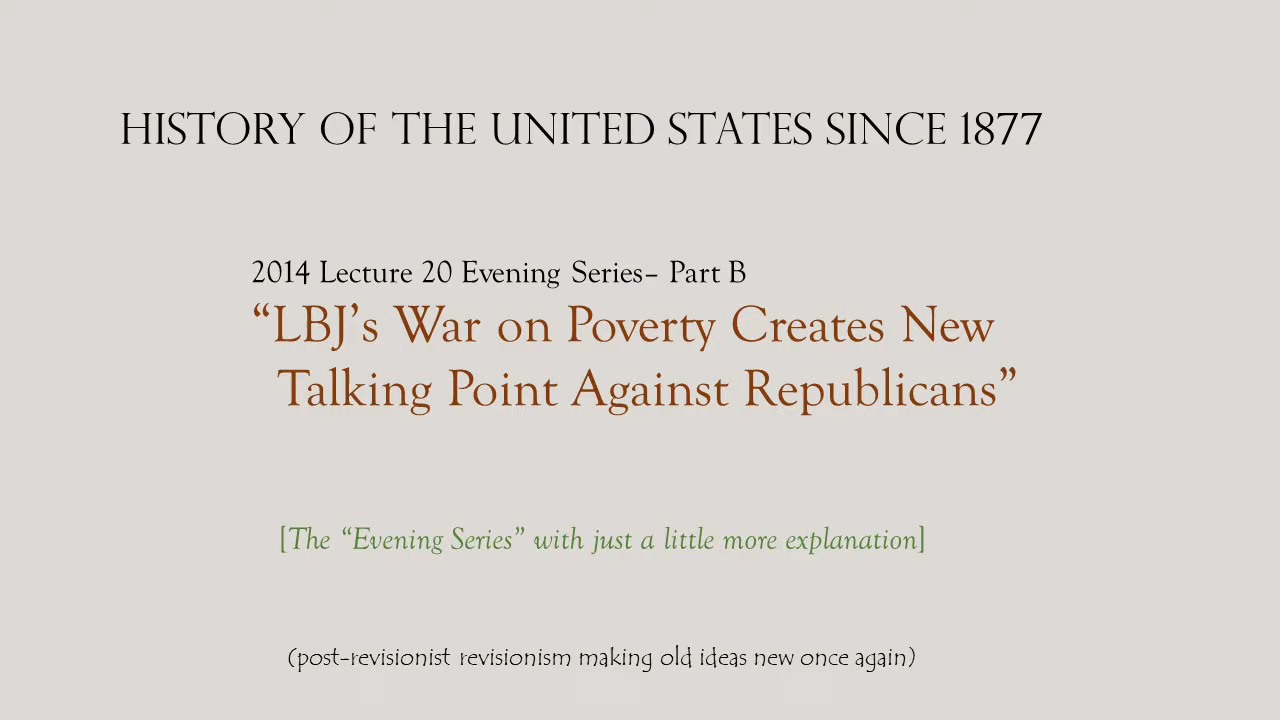 HISTORY OF THE UNITED STATES SINCE 1877
2014 Lecture 20 Evening Series– Part B
“LBJ’s War on Poverty Creates New
Talking Point Against Republicans”
[The “Evening Series” with just a little more explanation]
(post-revisionist revisionism making old ideas new once again)